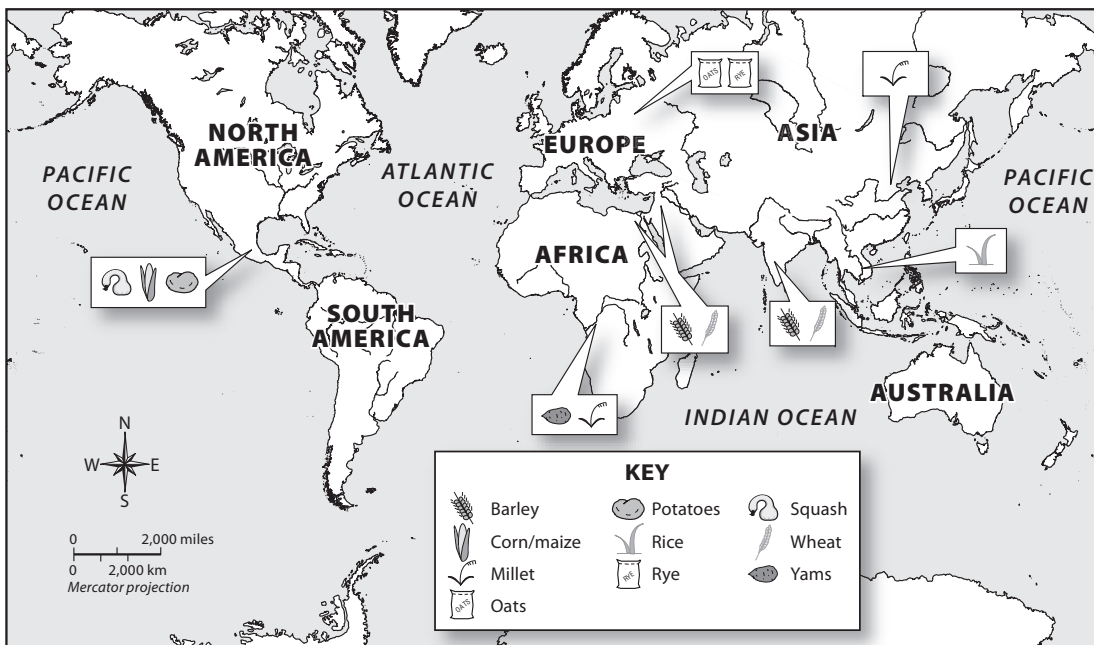 OATS
RYE
NORTH
AMERICA
EUROPE
ASIA
PACIFIC
OCEAN
ATLANTIC
OCEAN
PACIFIC
OCEAN
AFRICA
SOUTH
AMERICA
AUSTRALIA
INDIAN OCEAN
N
W E
S
0 2,000 miles
0 2,000 km
Mercator projection
KEY
Barley
Corn/maize
Millet
OATS Oats
Potatoes
Rice
RYE Rye
Squash
Wheat
Yams